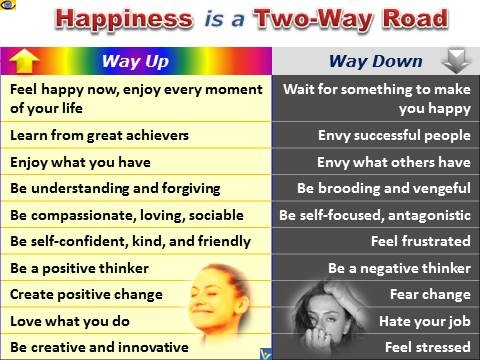 Happiness is a Two-Way Road
Way Up
Way Down
Feel happy now, enjoy every moment
of your life
Wait for something to make
you happy
Learn from great achievers
Envy successful people
Enjoy what you have
Envy what others have
Be understanding and forgiving
Be brooding and vengeful
Be compassionate, loving, sociable
Be self-focused, antagonistic
Be self-confident, kind, and friendly
Feel frustrated
Be a positive thinker
Be a negative thinker
Create positive change
Fear change
Love what you do
Hate your job
Be creative and innovative
Feel stressed